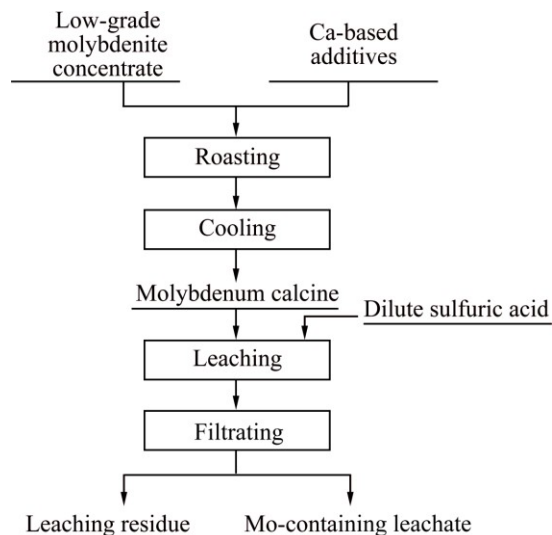 Low-grade
molybdenite
concentrate
Ca-based
additives
Roasting
Cooling
Molybdenum calcine
Dilute sulfuric acid
Leaching
Filtrating
Leaching residue
Mo-containing leachate